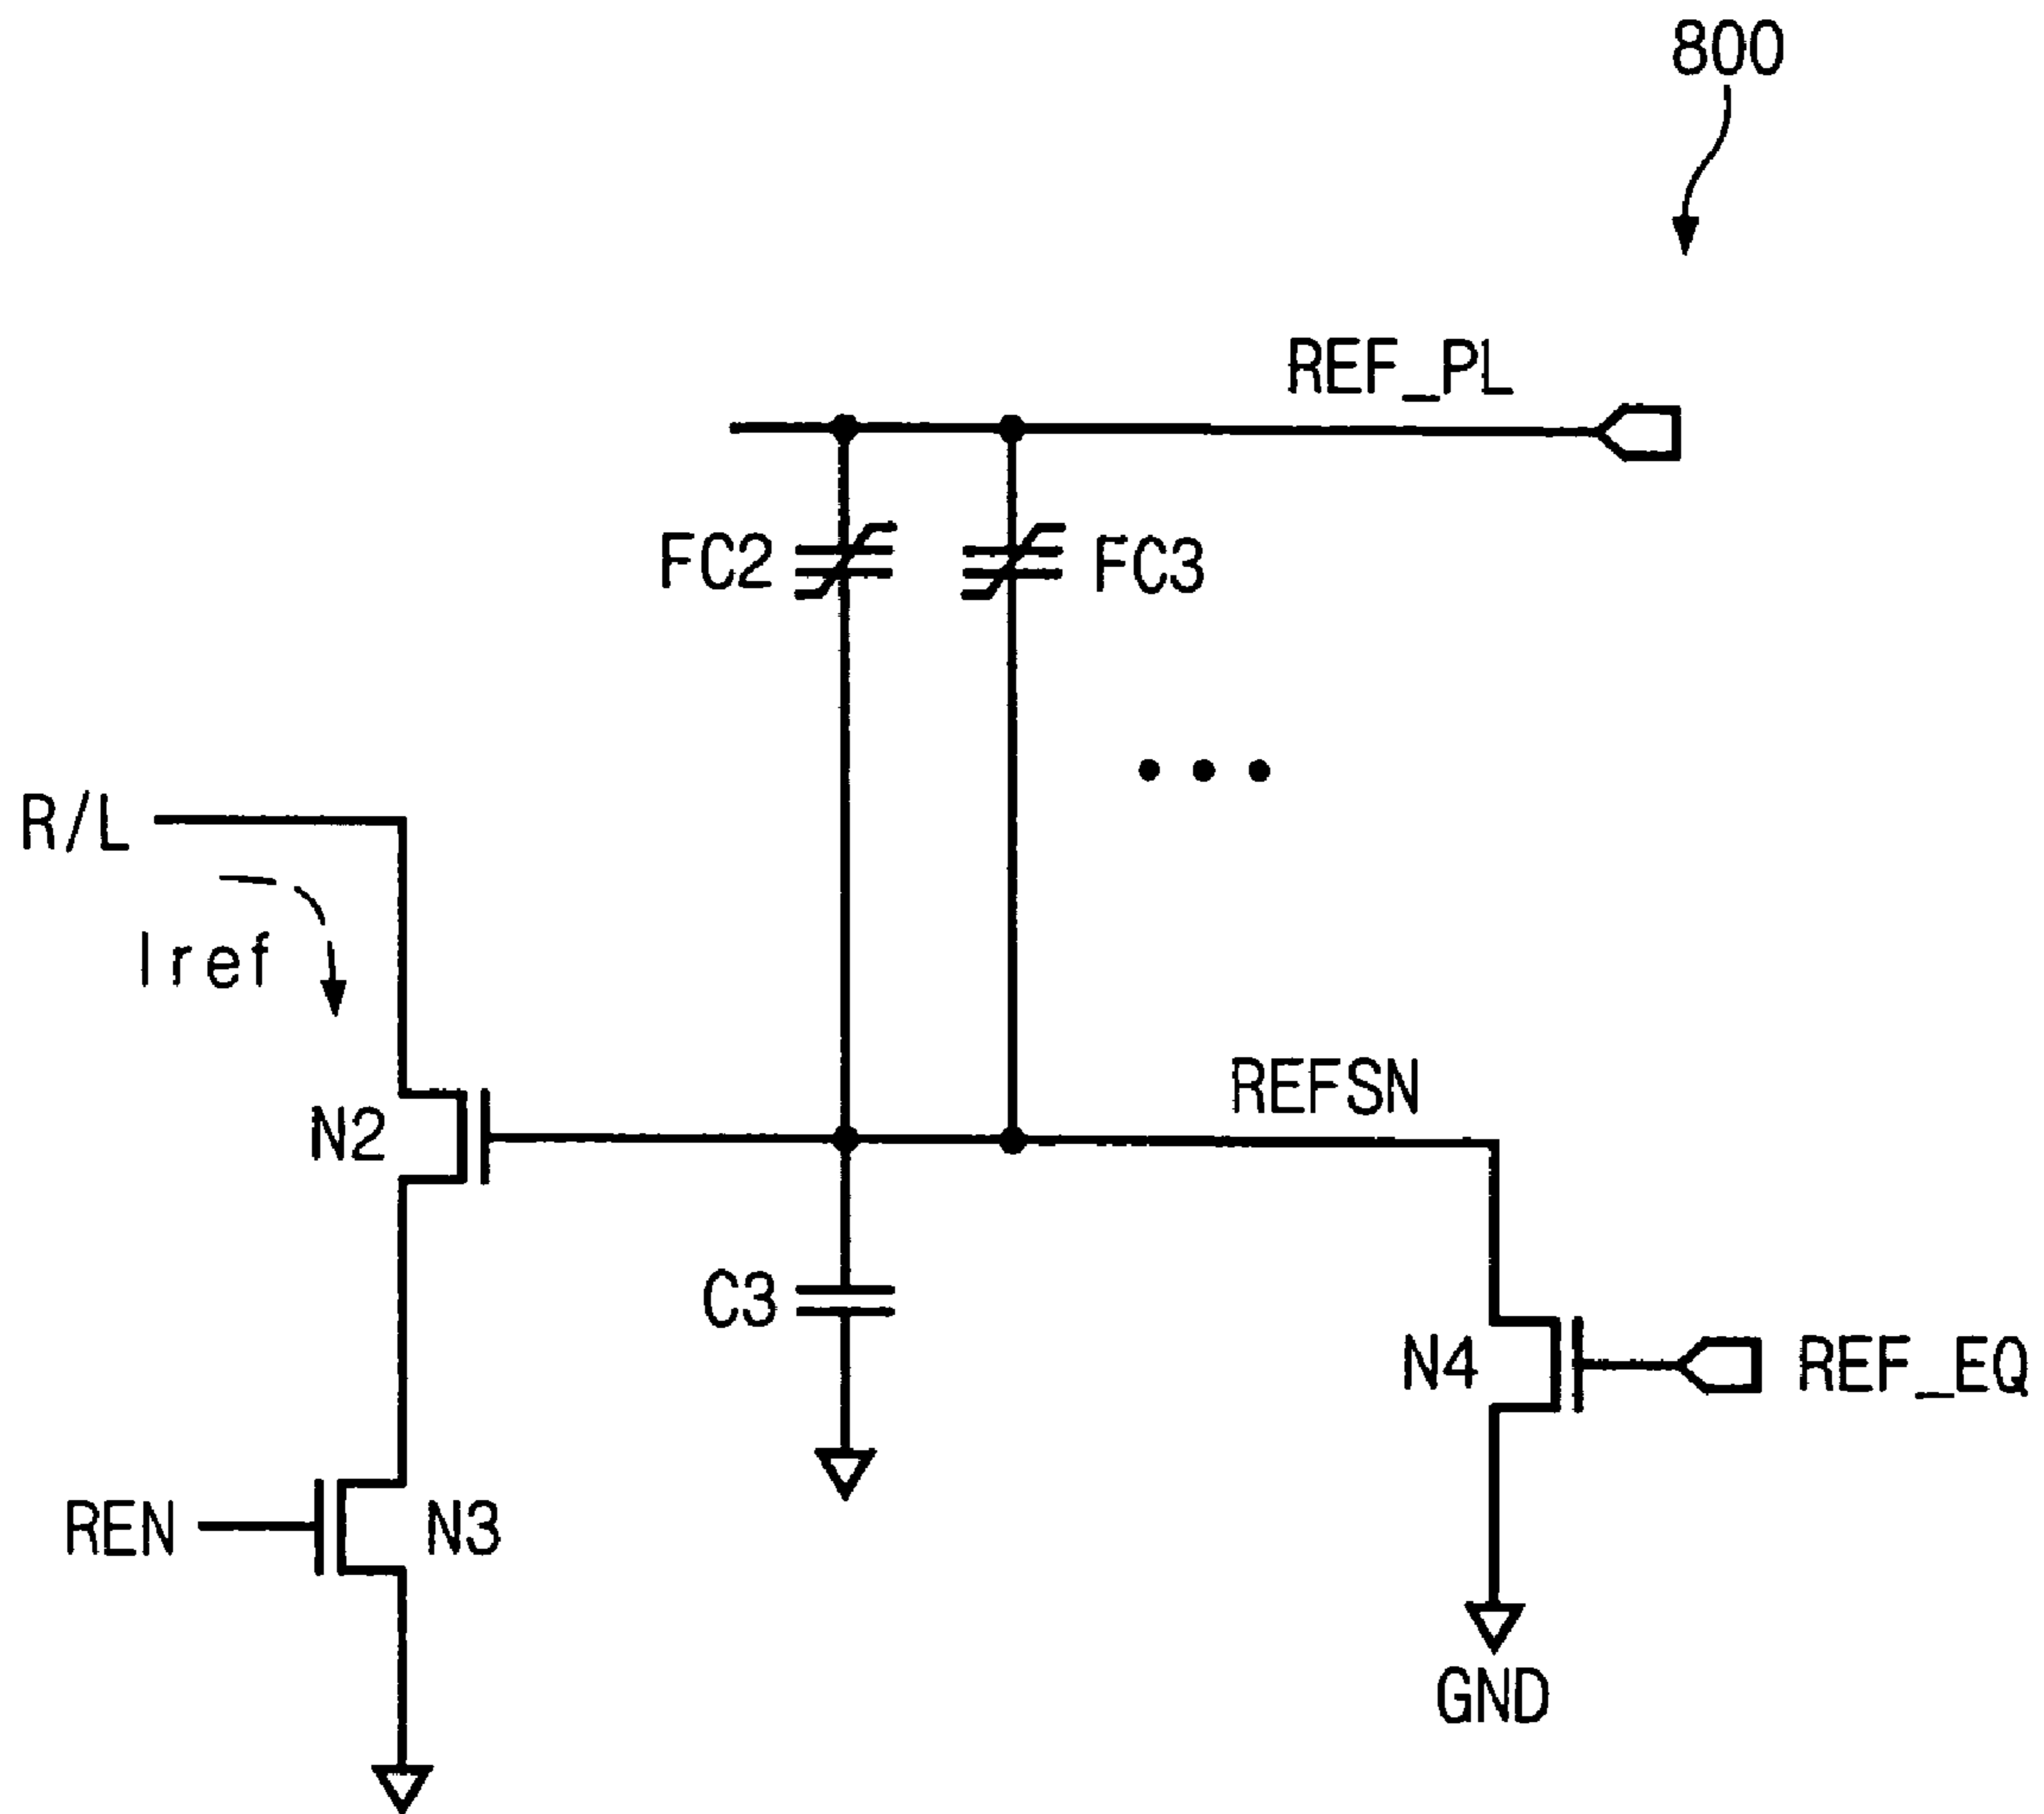 800
REF_PL
FC2
FC3
R/L
Iref
REFSN
N2
C3
N4
REF_EQ
REN
N3
GND